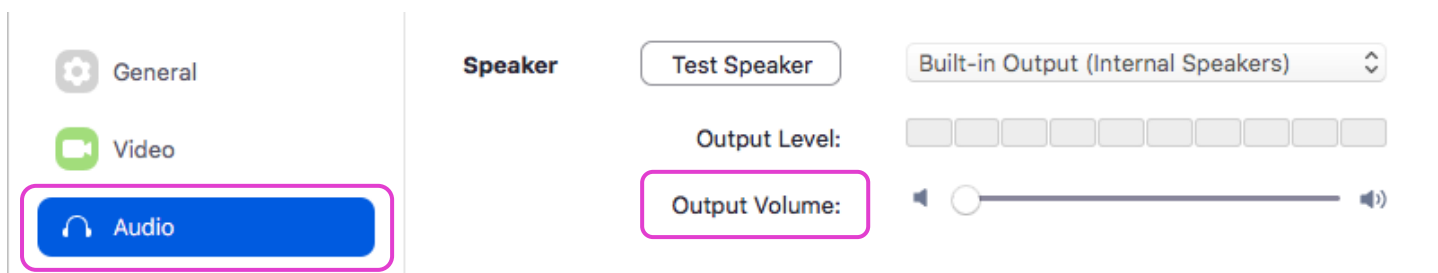 General
Video
Audio
Speaker
Test Speaker
Built-in Output (Internal Speakers)
Output Level:
Output Volume: